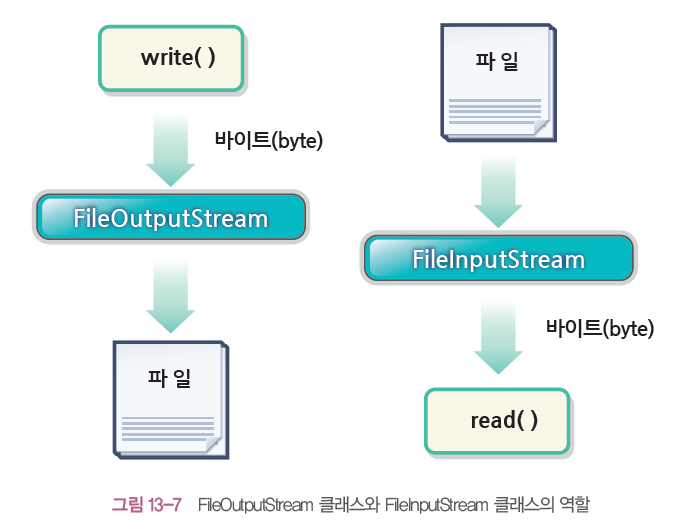 write( )
바이트(byte)
FileOutputStream
파 일
파 일
FileInputStream
바이트(byte)
read( )
그림 13-7 FileOutputStream 클래스와 FileInputStream 클래스의 역할